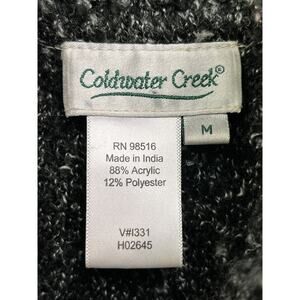 Coldwater Creek®
M
RN 98516
Made in India
88% Acrylic
12% Polyester
V#I331
H02645